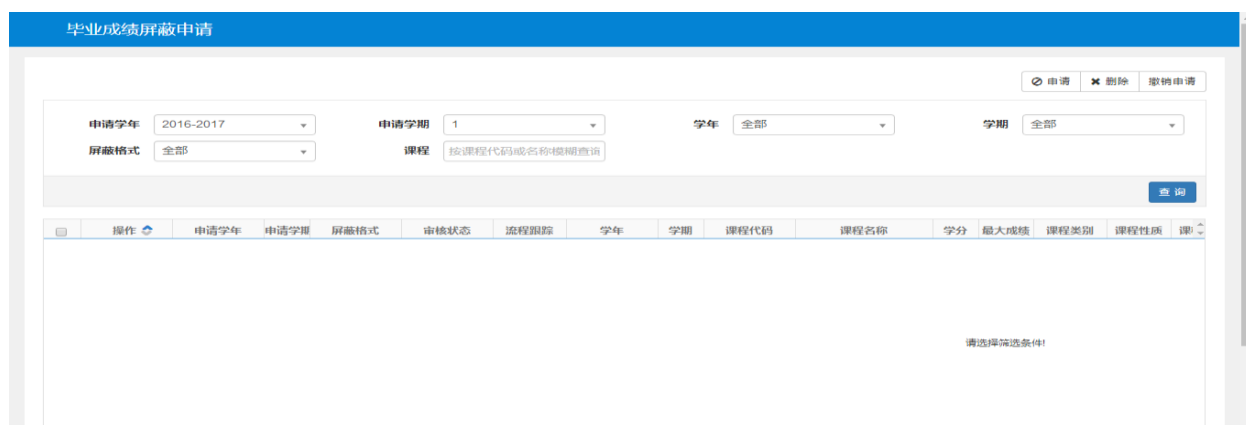 毕业成绩屏蔽申请
申请 删除 撤销申请
申请学年 2016-2017 申请学期 1 学年 全部 学期 全部
屏蔽格式 全部 课程 按课程代码或名称模糊查询
查 询
操作 申请学年 申请学期 屏蔽格式 审核状态 流程跟踪 学年 学期 课程代码 课程名称 学分 最大成绩 课程类别 课程性质 课
请选择筛选条件!